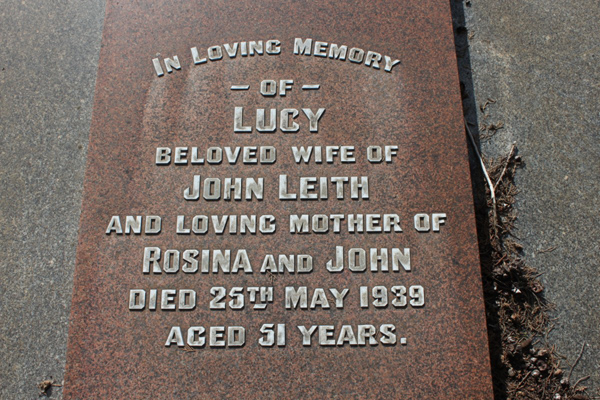 In Loving Memory
– OF –
LUCY
BELOVED WIFE OF
JOHN LEITH
AND LOVING MOTHER OF
ROSINA AND JOHN
DIED 25TH MAY 1939
AGED 51 YEARS.